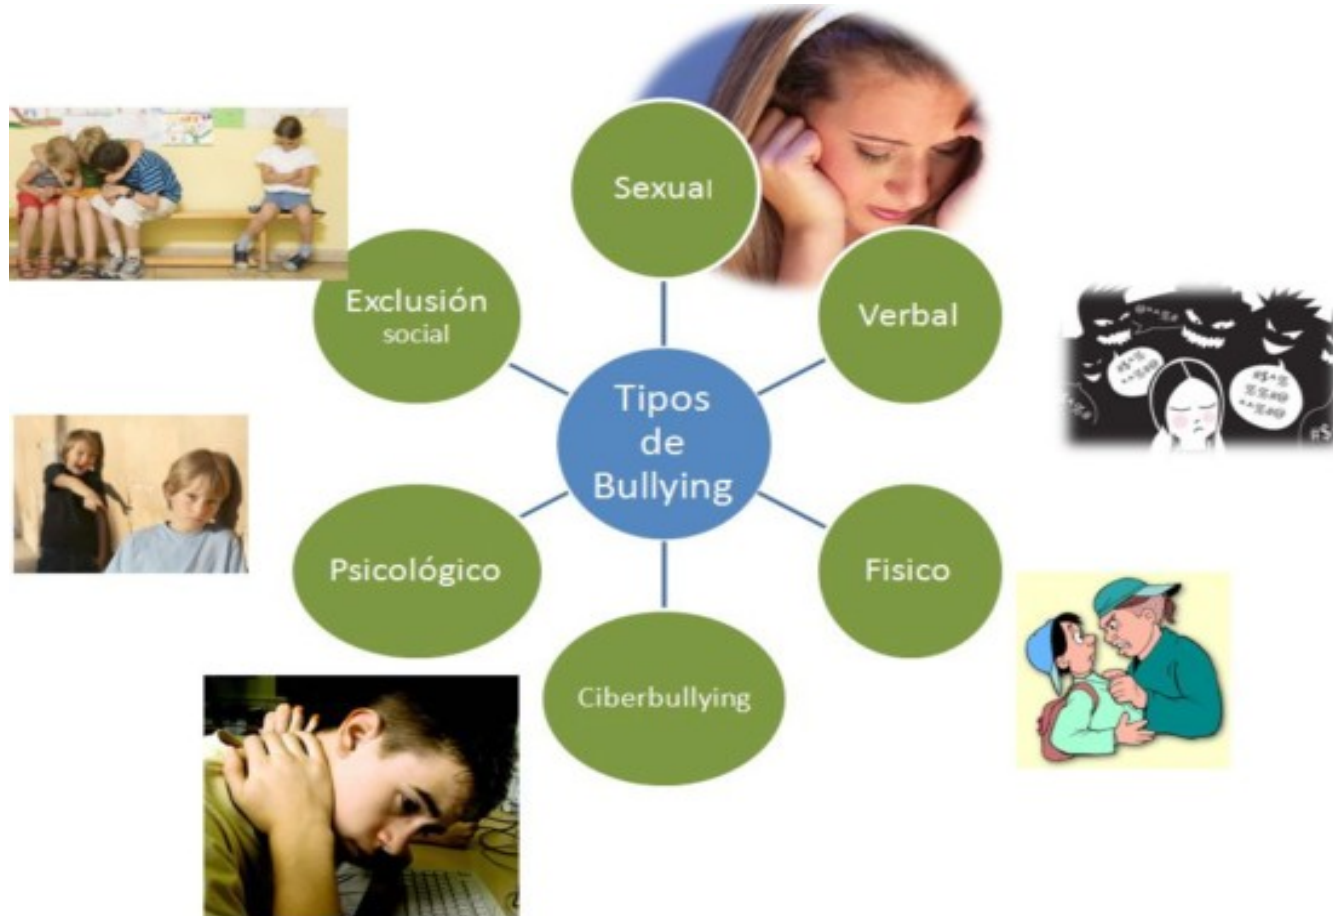 Sexual
Exclusión
social
Verbal
Tipos
de
Bullying
Psicológico
Fisico
Ciberbullying